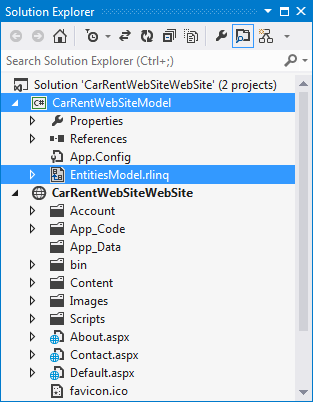 Solution Explorer
Search Solution Explorer (Ctrl+;)
Solution 'CarRentWebSiteWebSite' (2 projects)
C# CarRentWebSiteModel
Properties
References
App.Config
EntitiesModel.rlinq
CarRentWebSiteWebSite
Account
App_Code
App_Data
bin
Content
Images
Scripts
About.aspx
Contact.aspx
Default.aspx
favicon.ico